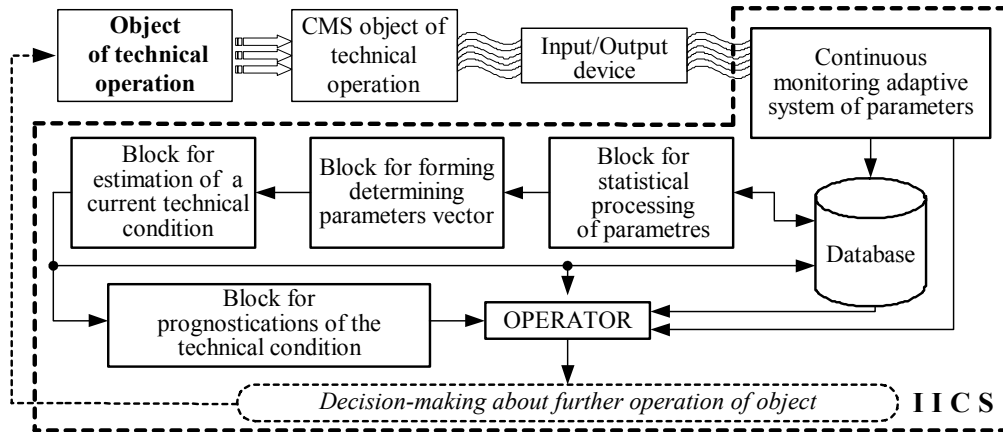 Object
of technical
operation
CMS object of
technical
operation
Input/Output
device
Continuous
monitoring adaptive
system of parameters
Block for
estimation of a
current technical
condition
Block for forming
determining
parameters vector
Block for
statistical
processing
of parametres
Database
Block for
prognostications of the
technical condition
OPERATOR
Decision-making about further operation of object
I I C S